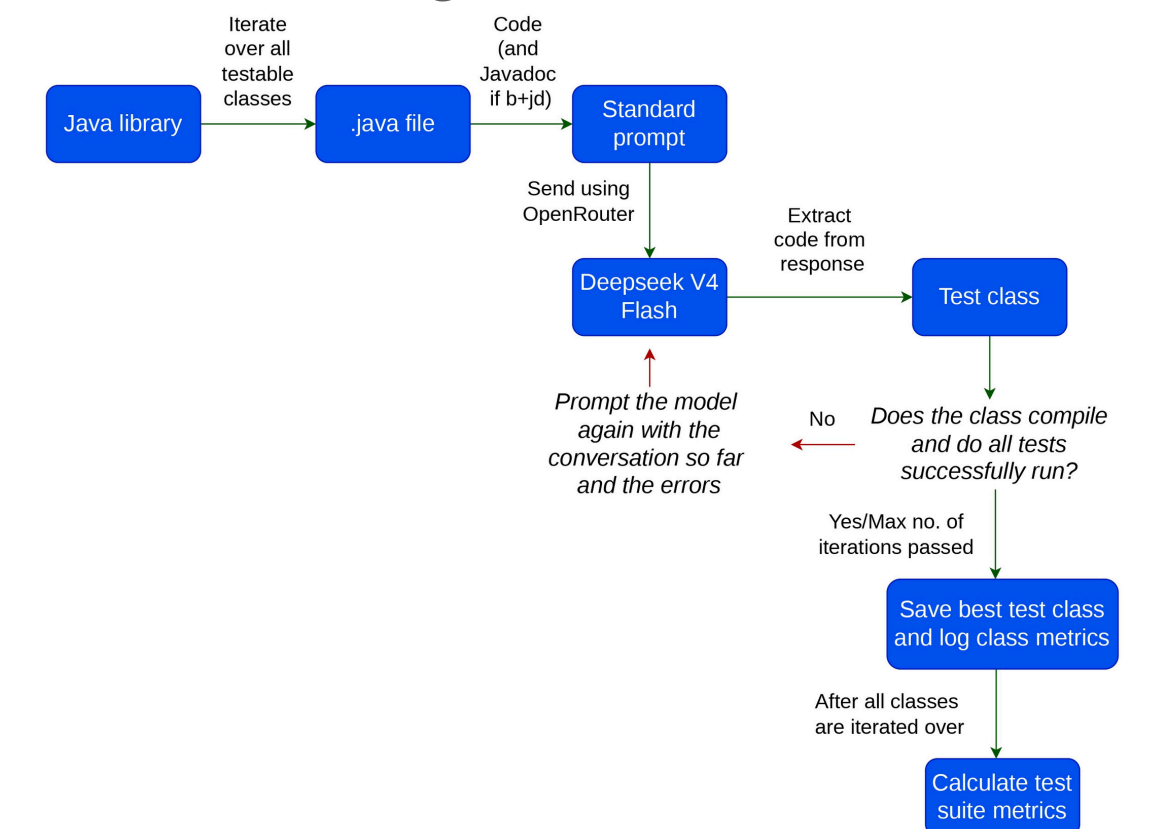 Iterate
over all
testable
classes
Code
(and
Javadoc
if b+jd)
Java library
.java file
Standard
prompt
Send using
OpenRouter
Extract
code from
response
Deepseek V4
Flash
Test class
Prompt the model
again with the
conversation so far
and the errors
No
Does the class compile
and do all tests
successfully run?
Yes/Max no. of
iterations passed
Save best test class
and log class metrics
After all classes
are iterated over
Calculate test
suite metrics